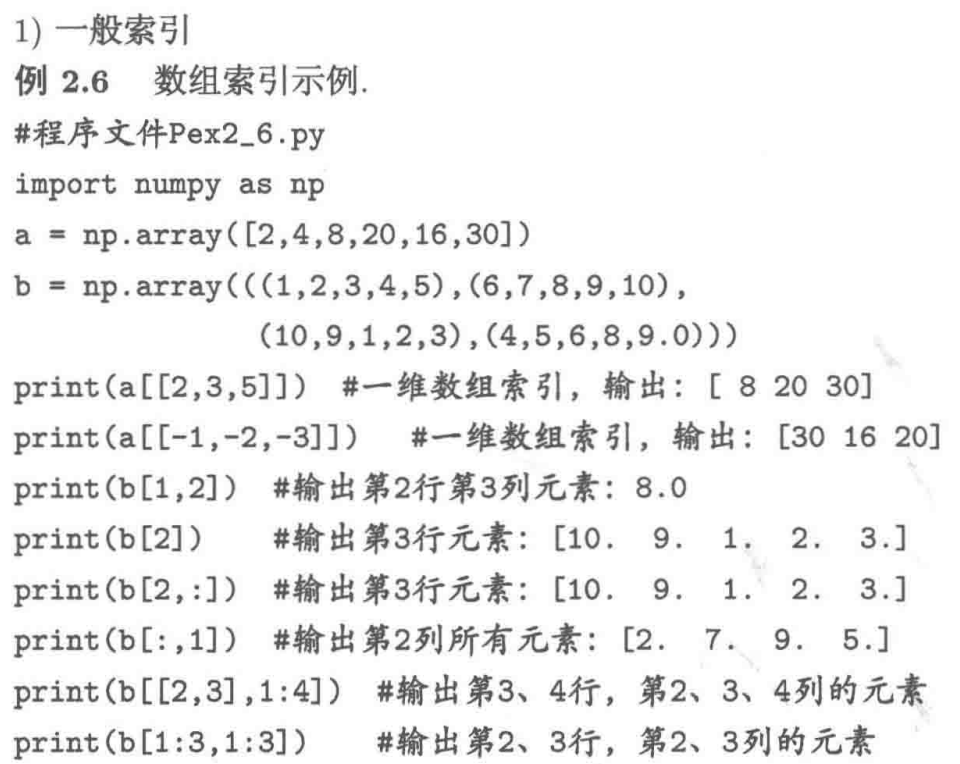 1) 一般索引
例 2.6 数组索引示例.
#程序文件Pex2_6.py
import numpy as np
a = np.array([2,4,8,20,16,30])
b = np.array(((1,2,3,4,5),(6,7,8,9,10),
(10,9,1,2,3),(4,5,6,8,9.0)))
print(a[[2,3,5]]) #一维数组索引, 输出: [ 8 20 30]
print(a[[-1,-2,-3]]) #一维数组索引, 输出: [30 16 20]
print(b[1,2]) #输出第2行第3列元素: 8.0
print(b[2]) #输出第3行元素: [10. 9. 1. 2. 3.]
print(b[2,:]) #输出第3行元素: [10. 9. 1. 2. 3.]
print(b[:,1]) #输出第2列所有元素: [2. 7. 9. 5.]
print(b[[2,3],1:4]) #输出第3、4行, 第2、3、4列的元素
print(b[1:3,1:3]) #输出第2、3行, 第2、3列的元素